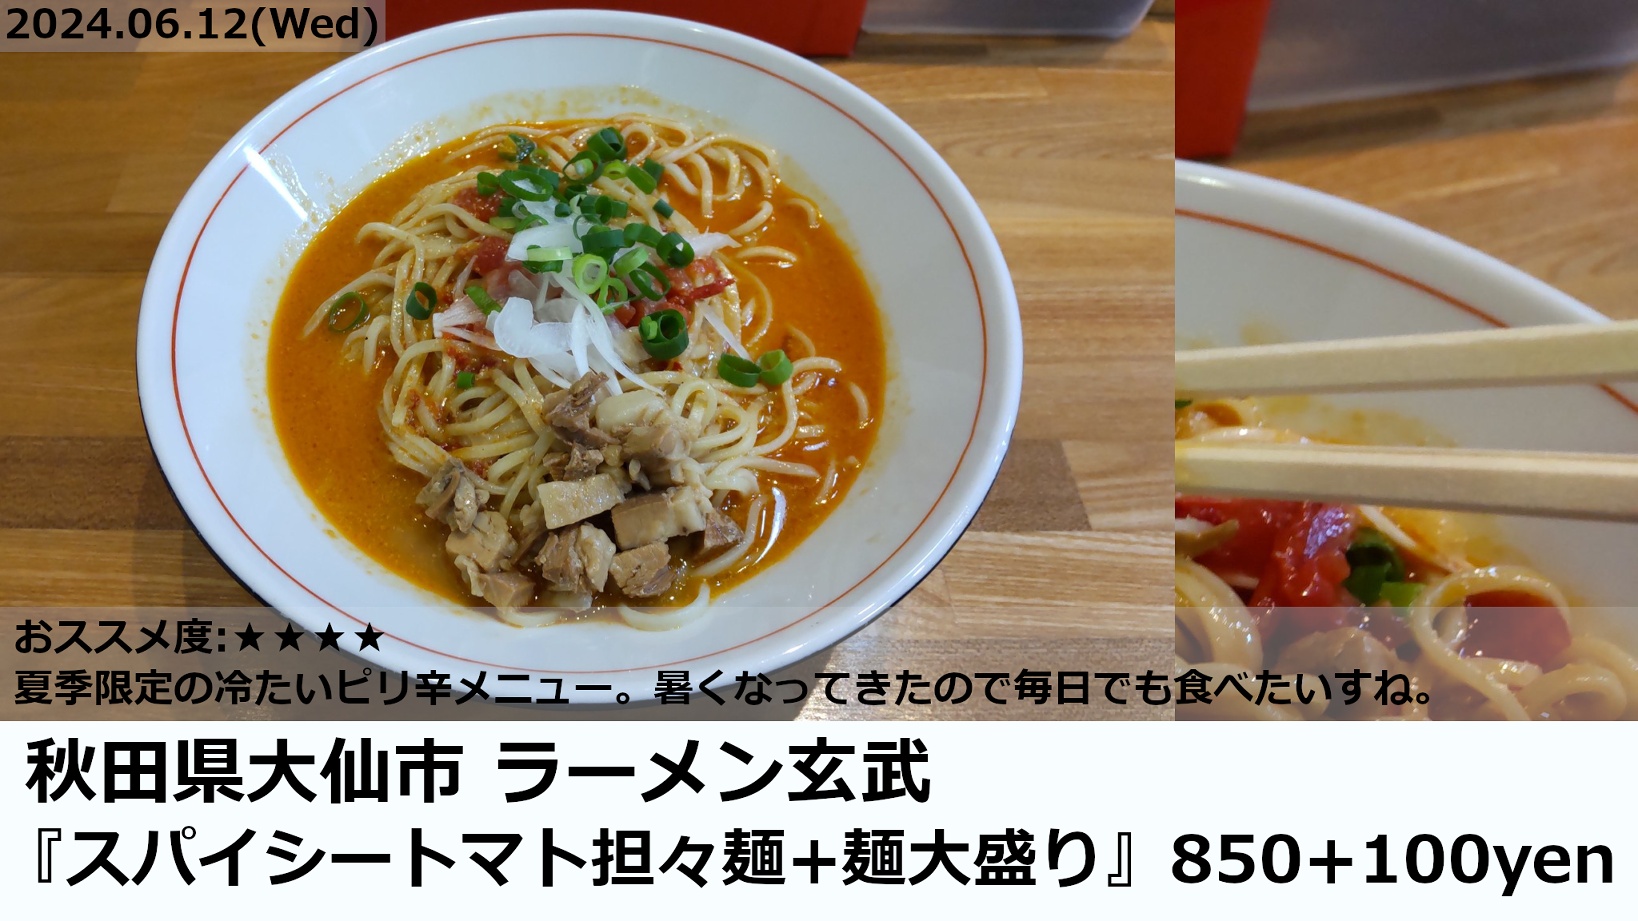 2024.06.12(Wed)
おススメ度:★★★★
夏季限定の冷たいピリ辛メニュー。暑くなってきたので毎日でも食べたいすね。
秋田県大仙市 ラーメン玄武
『スパイシートマト担々麺+麺大盛り』850+100yen